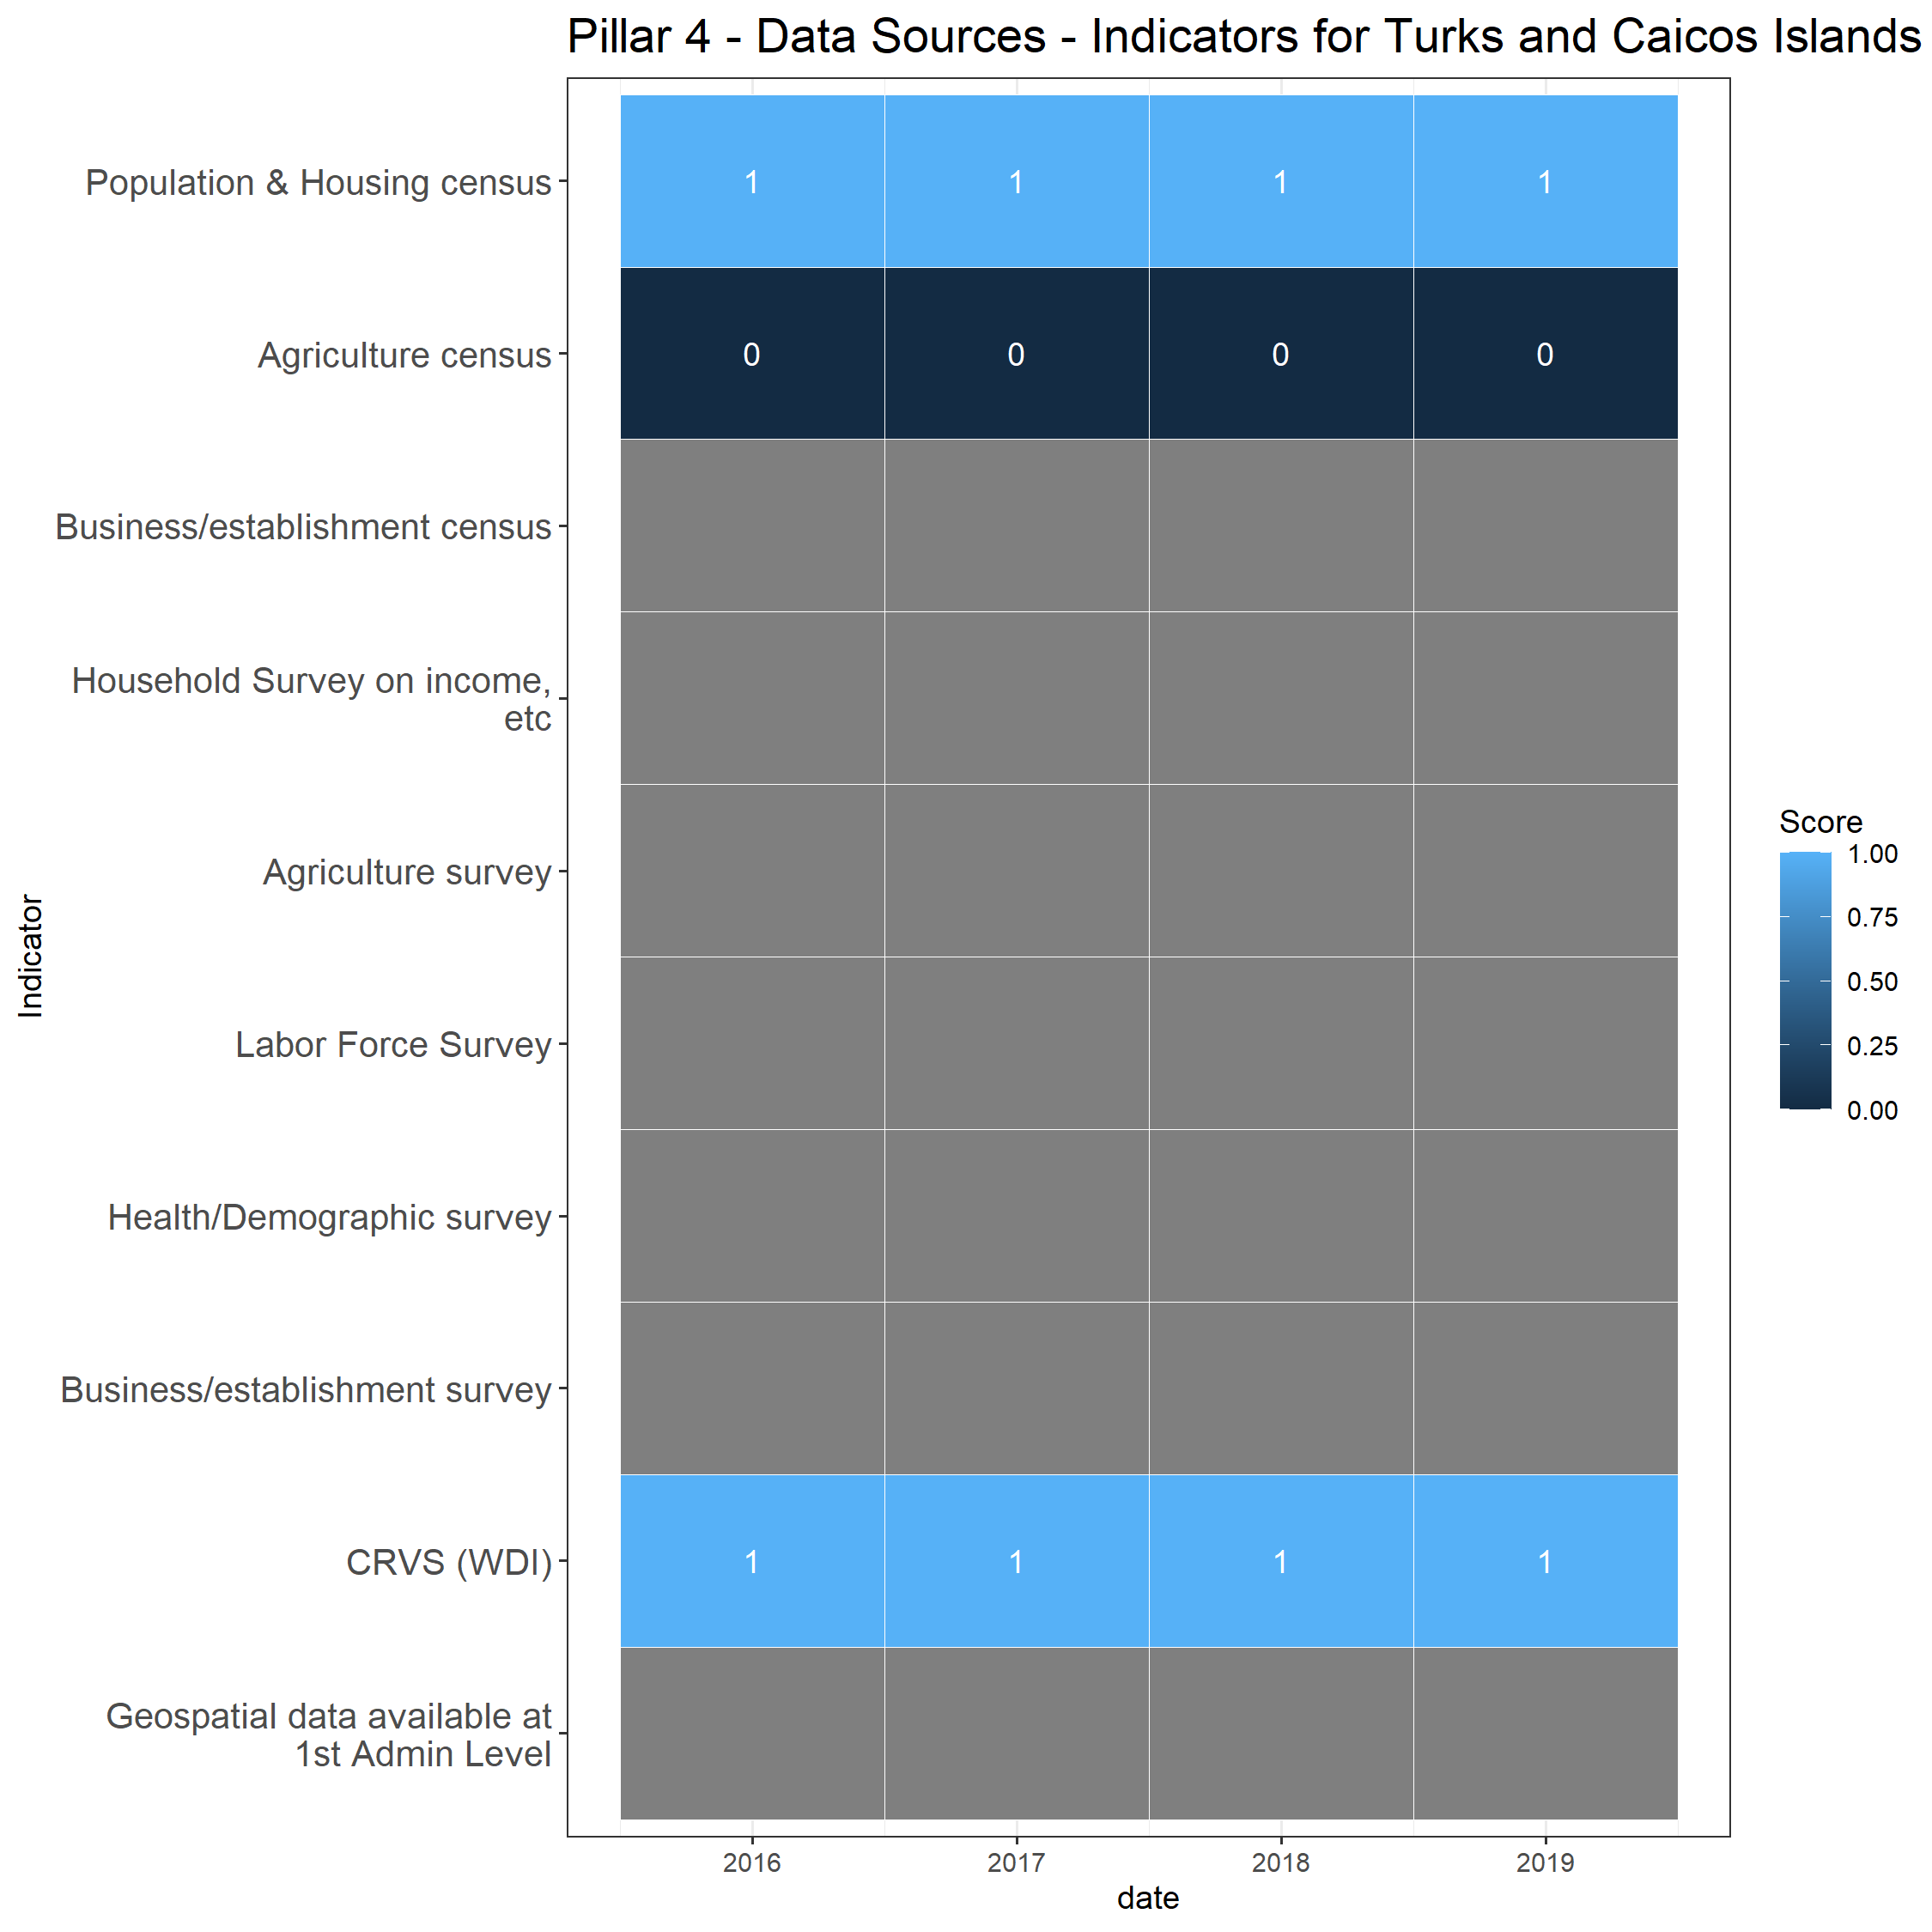 Pillar 4 - Data Sources - Indicators for Turks and Caicos Islands
Population & Housing census
1 1 1 1
Agriculture census
0 0 0 0
Business/establishment census
Household Survey on income,
etc
Agriculture survey
Labor Force Survey
Health/Demographic survey
Business/establishment survey
CRVS (WDI)
1 1 1 1
Geospatial data available at
1st Admin Level
Indicator
2016 2017 2018 2019
date
Score
1.00
0.75
0.50
0.25
0.00